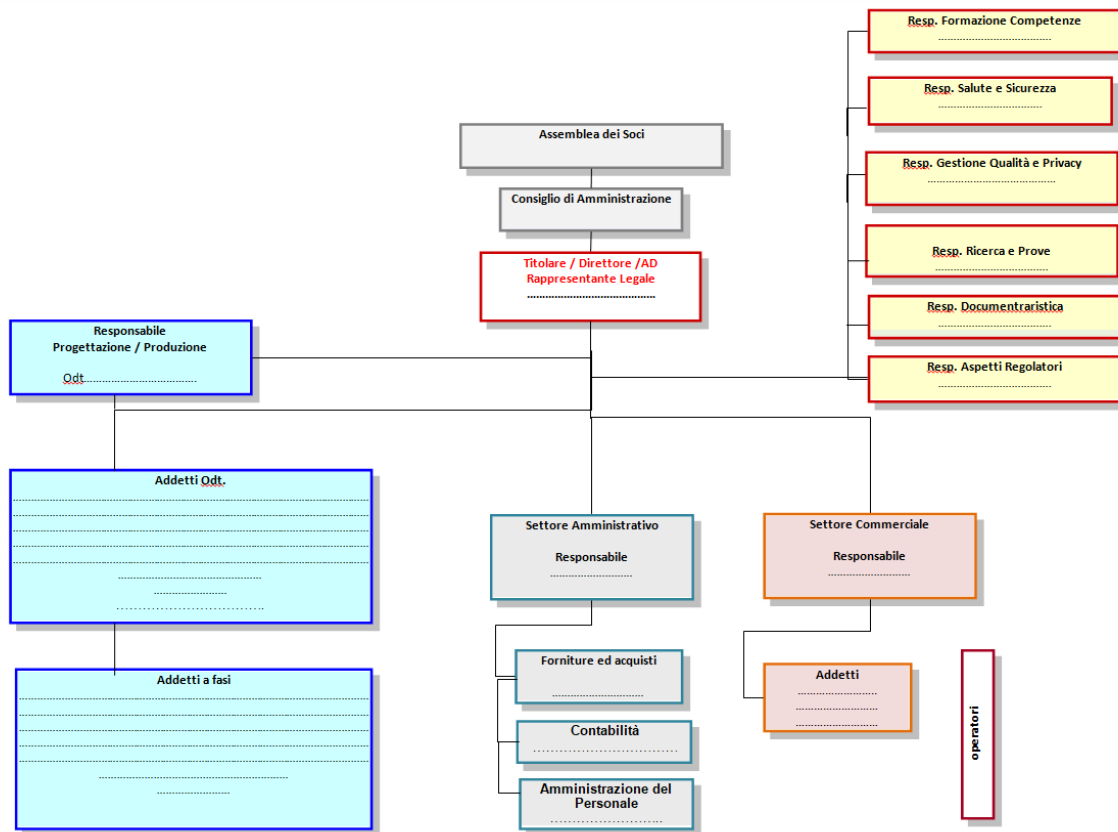 Assemblea dei Soci
Consiglio di Amministrazione
Titolare / Direttore /AD
Rappresentante Legale
...........................................
Resp. Formazione Competenze
......................................
Resp. Salute e Sicurezza
...................................
Resp. Gestione Qualità e Privacy
...........................................
Resp. Ricerca e Prove
......................................
Resp. Documentraristica
......................................
Resp. Aspetti Regolatori
......................................
Responsabile
Progettazione / Produzione
Odt......................................
Addetti Odt.
Addetti a fasi
Settore Amministrativo
Responsabile
...........................
Forniture ed acquisti
...............................
Contabilità
................................
Amministrazione del
Personale
.........................
Settore Commerciale
Responsabile
...........................
Addetti
...........................
...........................
...........................
operatori